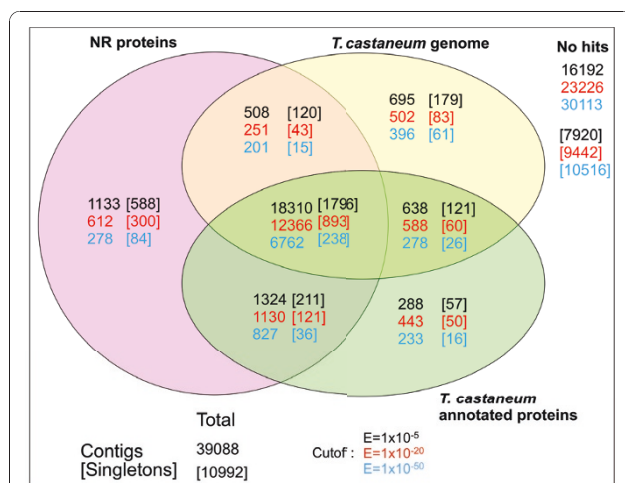 NR proteins
T. castaneum genome
No hits
16192
23226
30113
[7920]
[9442]
[10516]
508 [120]
251 [43]
201 [15]
695 [179]
502 [83]
396 [61]
1133 [588]
612 [300]
278 [84]
18310 [1796]
12366 [893]
6762 [238]
638 [121]
588 [60]
278 [26]
1324 [211]
1130 [121]
827 [36]
288 [57]
443 [50]
233 [16]
T. castaneum
annotated proteins
Total
Contigs 39088
[Singletons] [10992]
Cutof : E=1x10-5
E=1x10-20
E=1x10-50